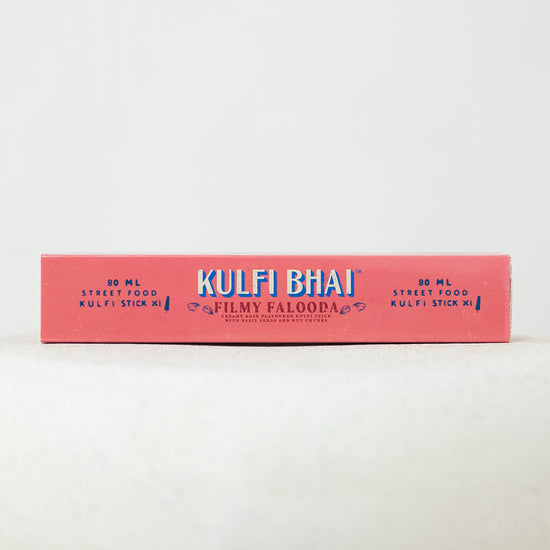 80 ML
STREET FOOD
KULFI STICK X1
KULFI BHAI™
FILMY FALOODA
CREAMY ROSE FLAVOURED KULFI STICK
WITH BASIL SEEDS AND NUT CHUNKS
80 ML
STREET FOOD
KULFI STICK X1